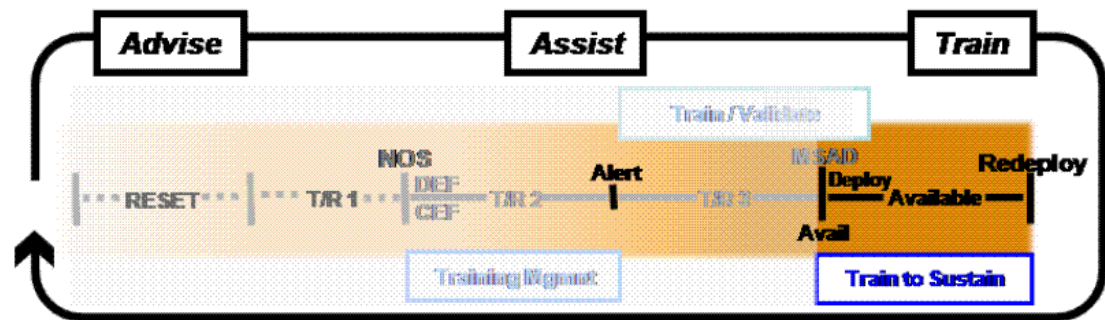 Advise
Assist
Train
Train / Validate
NOS
MSAD
Redeploy
Alert
DEF
Deploy
RESET
T/R 1
T/R 2
T/R 3
Available
CEF
Avail
Training Mgmnt
Train to Sustain